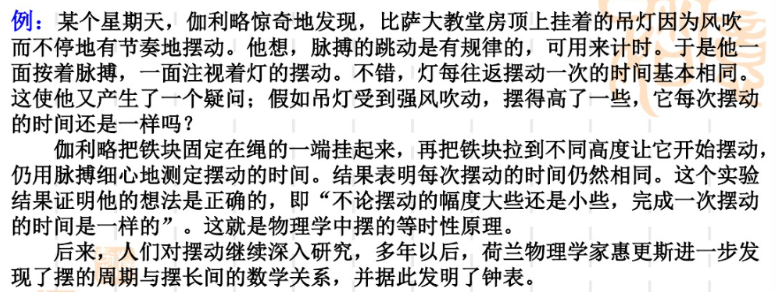 例：某个星期天，伽利略惊奇地发现，比萨大教堂房顶上挂着的吊灯因为风吹
而不停地有节奏地摆动。他想，脉搏的跳动是有规律的，可用来计时。于是他一
面按着脉搏，一面注视着灯的摆动。不错，灯每往返摆动一次的时间基本相同。
这使他又产生了一个疑问；假如吊灯受到强风吹动，摆得高了一些，它每次摆动
的时间还是一样吗？
伽利略把铁块固定在绳的一端挂起来，再把铁块拉到不同高度让它开始摆动，
仍用脉搏细心地测定摆动的时间。结果表明每次摆动的时间仍然相同。这个实验
结果证明他的想法是正确的，即“不论摆动的幅度大些还是小些，完成一次摆动
的时间是一样的”。这就是物理学中摆的等时性原理。
后来，人们对摆动继续深入研究，多年以后，荷兰物理学家惠更斯进一步发
现了摆的周期与摆长间的数学关系，并据此发明了钟表。